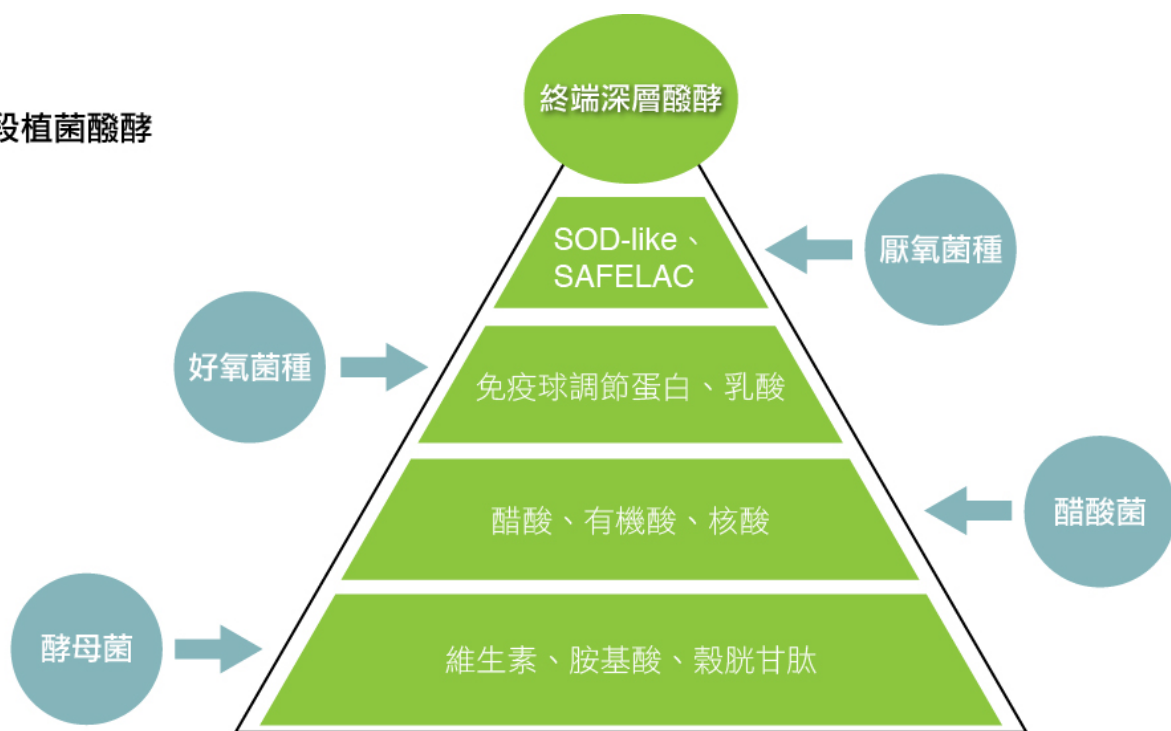 終端深層醱酵
段植菌醱酵
SOD-like、
SAFELAC
厭氧菌種
好氧菌種
免疫球調節蛋白、乳酸
醋酸、有機酸、核酸
醋酸菌
酵母菌
維生素、胺基酸、穀胱甘肽